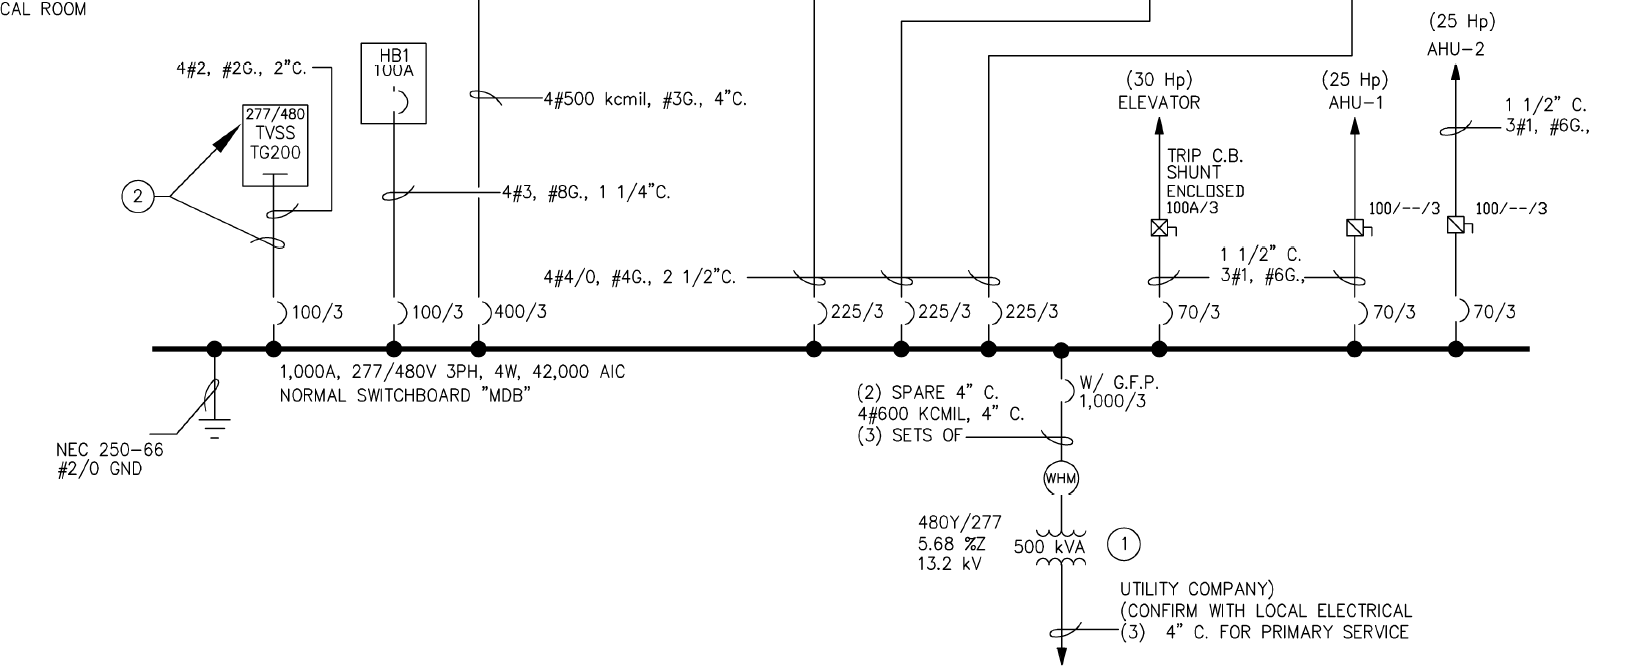 CAL ROOM
4#2, #2G., 2"C.
277/480
TVSS
TG200
2
HB1
100A
4#500 kcmil, #3G., 4"C.
4#3, #8G., 1 1/4"C.
4#4/0, #4G., 2 1/2"C.
(30 Hp)
ELEVATOR
TRIP C.B.
SHUNT
ENCLOSED
100A/3
(25 Hp)
AHU-1
100/--/3
(25 Hp)
AHU-2
1 1/2" C.
3#1, #6G.,
100/--/3
1 1/2" C.
3#1, #6G.,
100/3
100/3
400/3
225/3
225/3
225/3
70/3
70/3
70/3
1,000A, 277/480V 3PH, 4W, 42,000 AIC
NORMAL SWITCHBOARD "MDB"
NEC 250-66
#2/0 GND
(2) SPARE 4" C.
4#600 KCMIL, 4" C.
(3) SETS OF
W/ G.F.P.
1,000/3
WHM
480Y/277
5.68 %Z
13.2 kV
500 kVA
1
UTILITY COMPANY)
(CONFIRM WITH LOCAL ELECTRICAL
(3) 4" C. FOR PRIMARY SERVICE